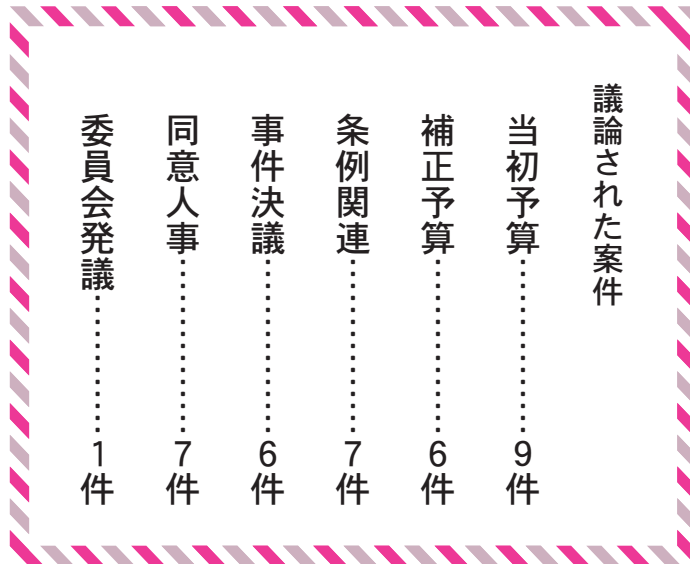 議論された案件
当初予算………………9件
補正予算………………6件
条例関連………………7件
事件決議………………6件
同意人事………………7件
委員会発議……………1件